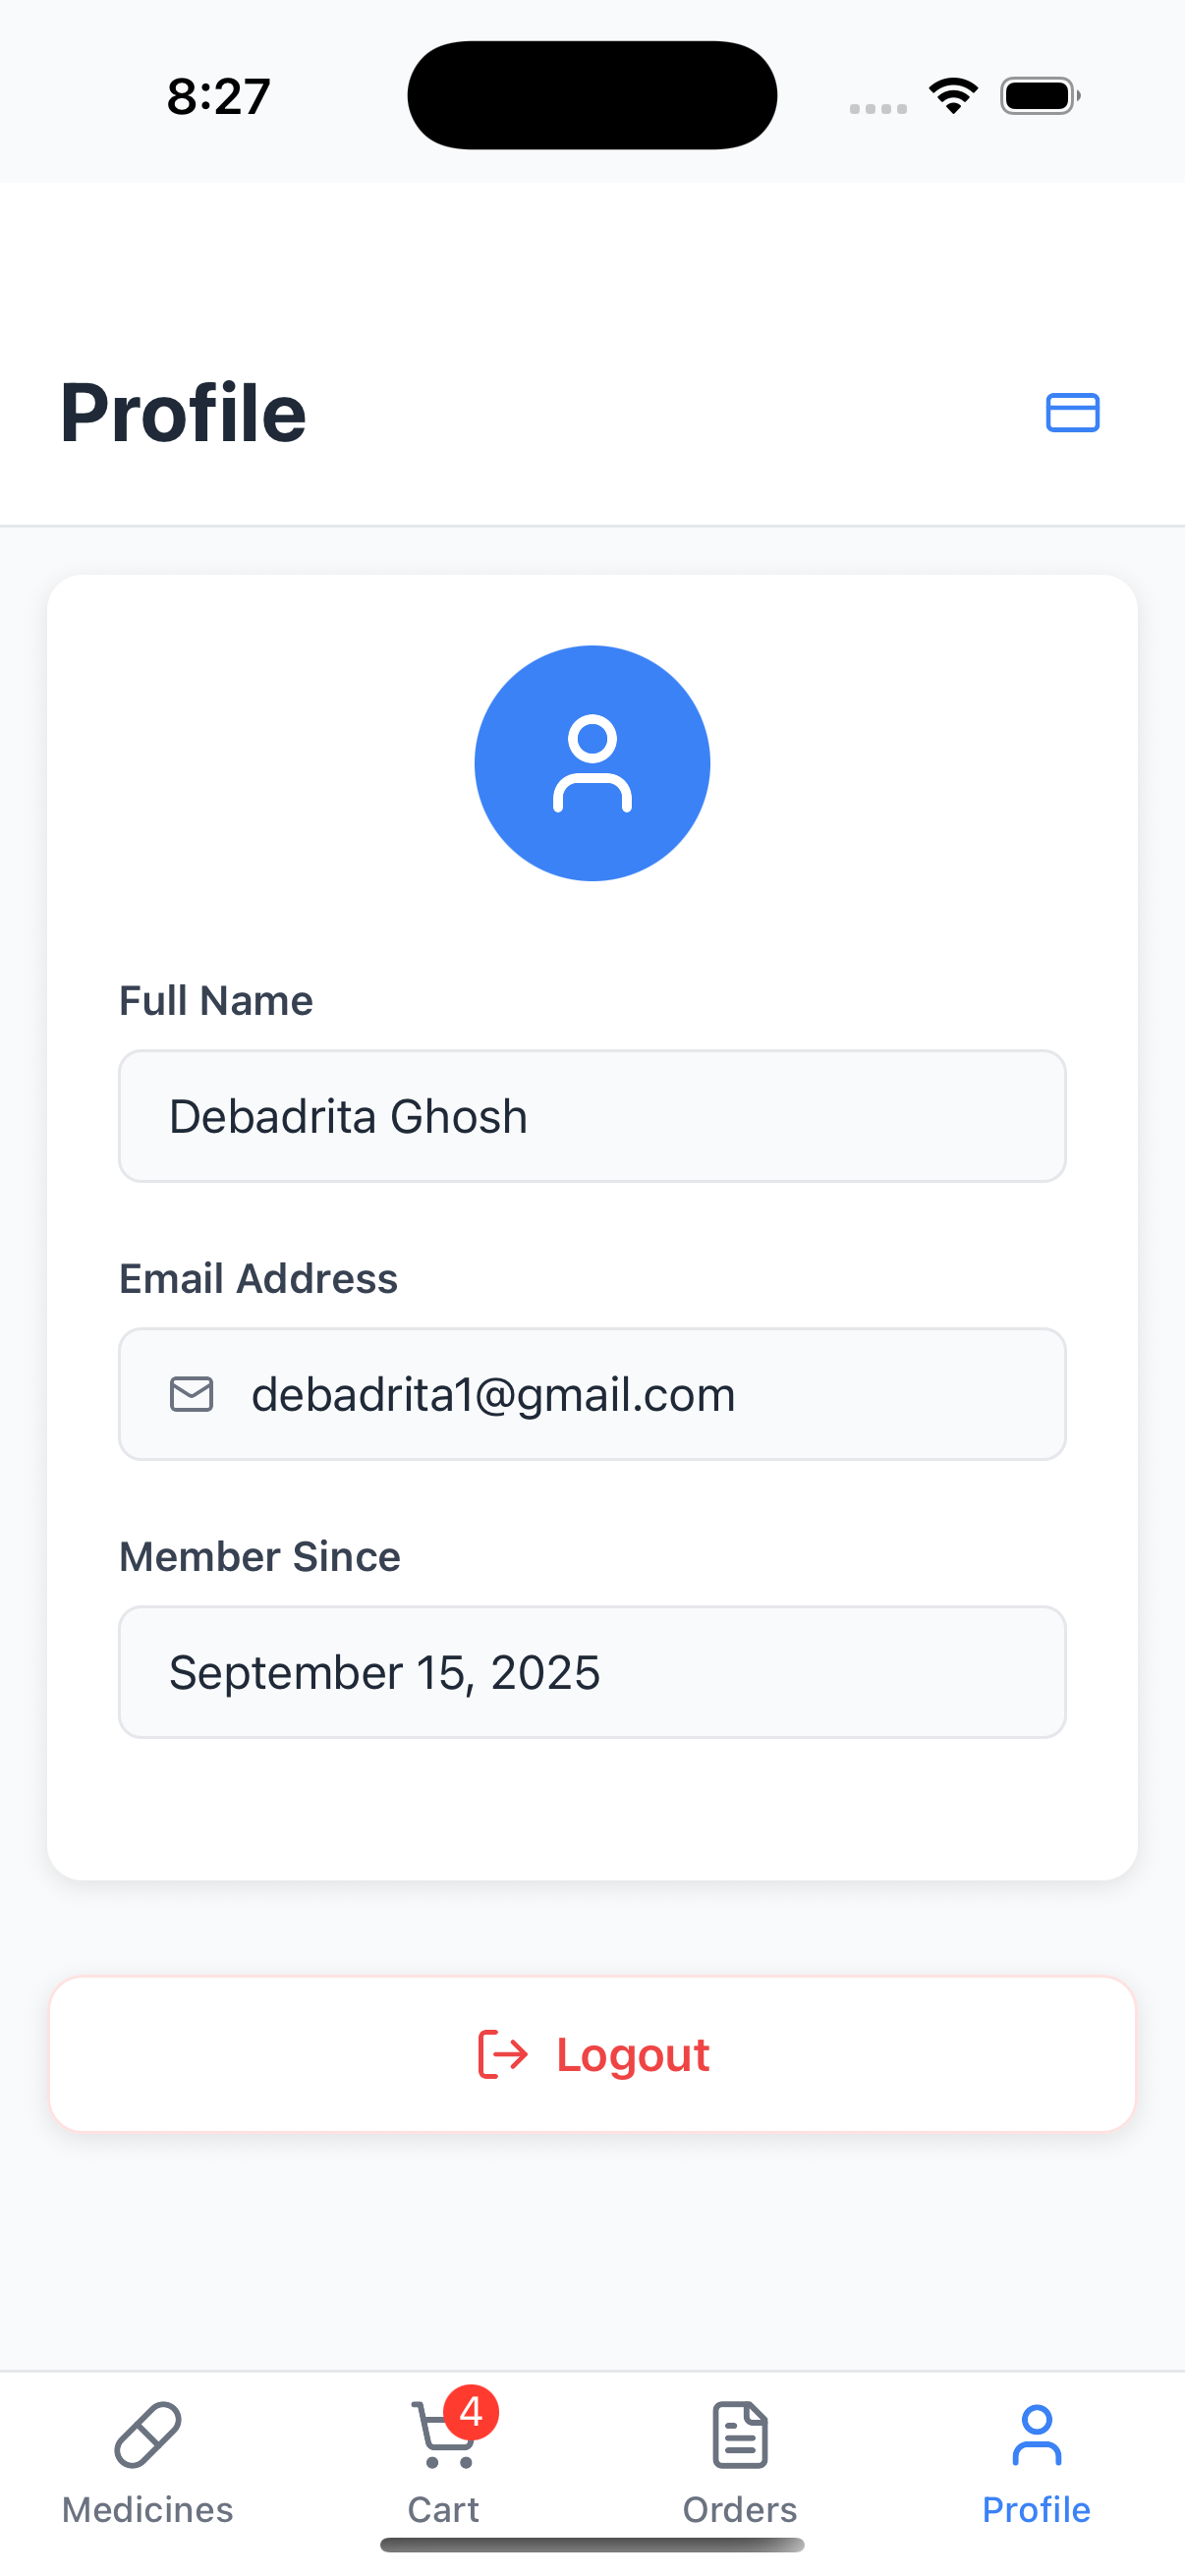 8:27
Profile
Full Name
Debadrita Ghosh
Email Address
debadrita1@gmail.com
Member Since
September 15, 2025
Logout
4
Medicines
Cart
Orders
Profile